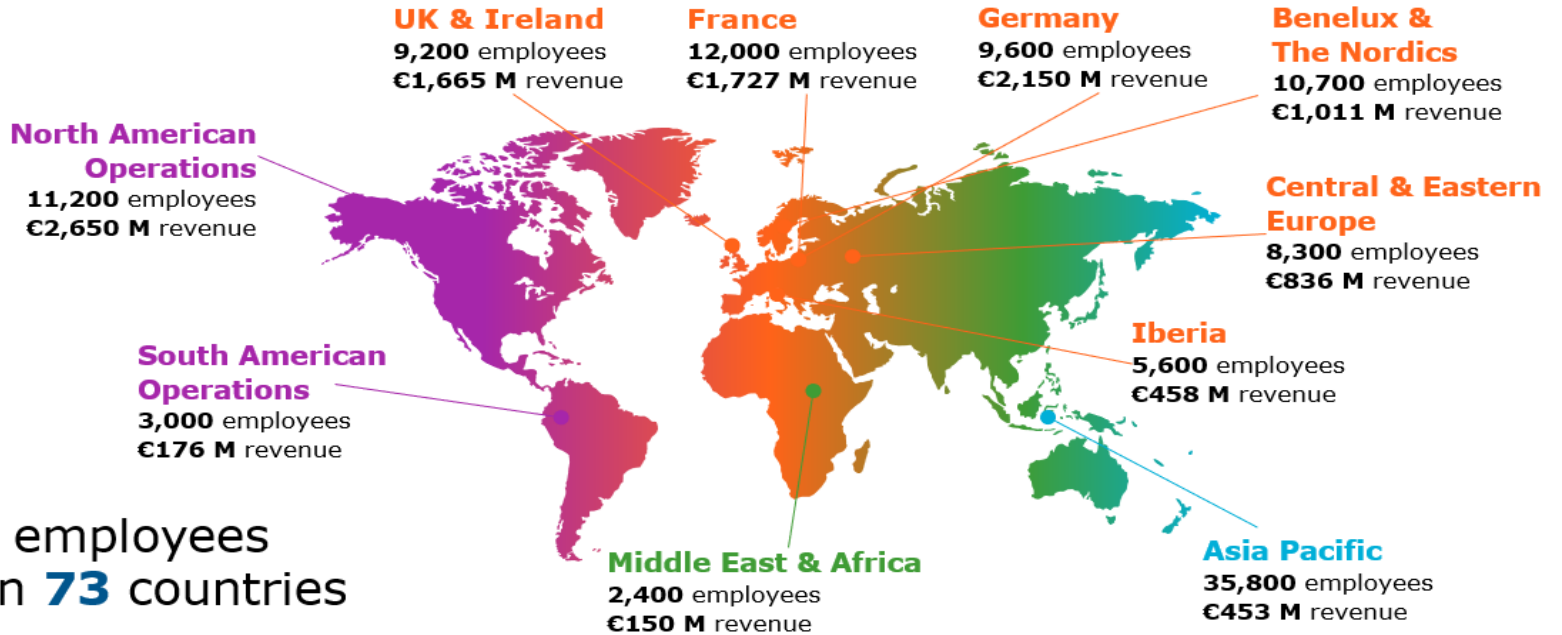 UK & Ireland
9,200 employees
€1,665 M revenue
France
12,000 employees
€1,727 M revenue
Germany
9,600 employees
€2,150 M revenue
Benelux &
The Nordics
10,700 employees
€1,011 M revenue
North American
Operations
11,200 employees
€2,650 M revenue
Central & Eastern
Europe
8,300 employees
€836 M revenue
Iberia
5,600 employees
€458 M revenue
South American
Operations
3,000 employees
€176 M revenue
employees
n 73 countries
Middle East & Africa
2,400 employees
€150 M revenue
Asia Pacific
35,800 employees
€453 M revenue